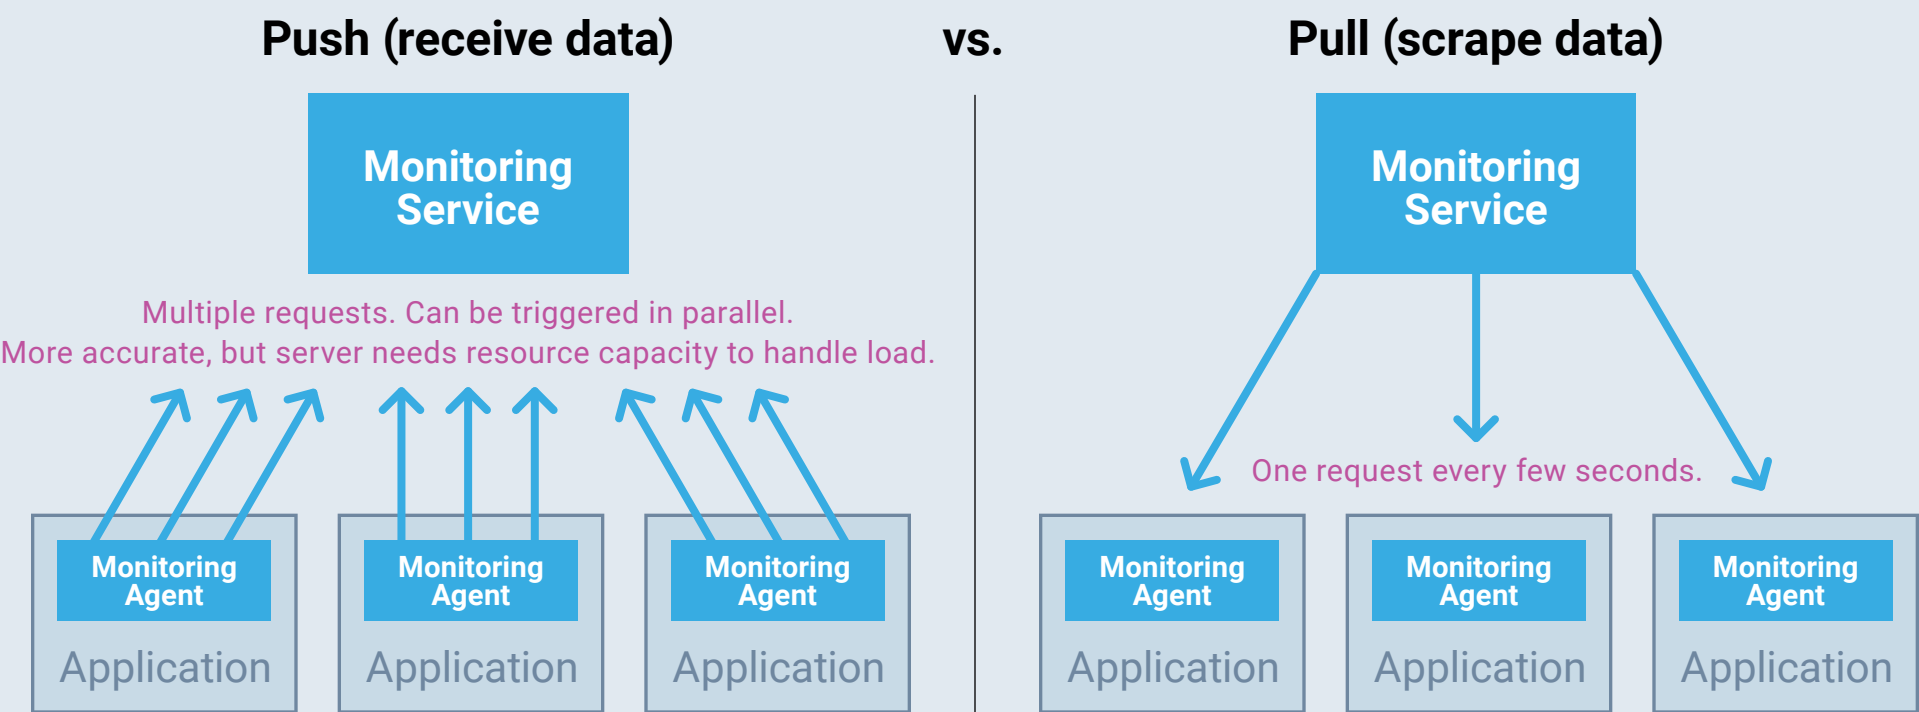 Push (receive data)
vs.
Pull (scrape data)
Monitoring
Service
Multiple requests. Can be triggered in parallel.
More accurate, but server needs resource capacity to handle load.
Monitoring
Agent
Application
Monitoring
Agent
Application
Monitoring
Agent
Application
Monitoring
Service
One request every few seconds.
Monitoring
Agent
Application
Monitoring
Agent
Application
Monitoring
Agent
Application